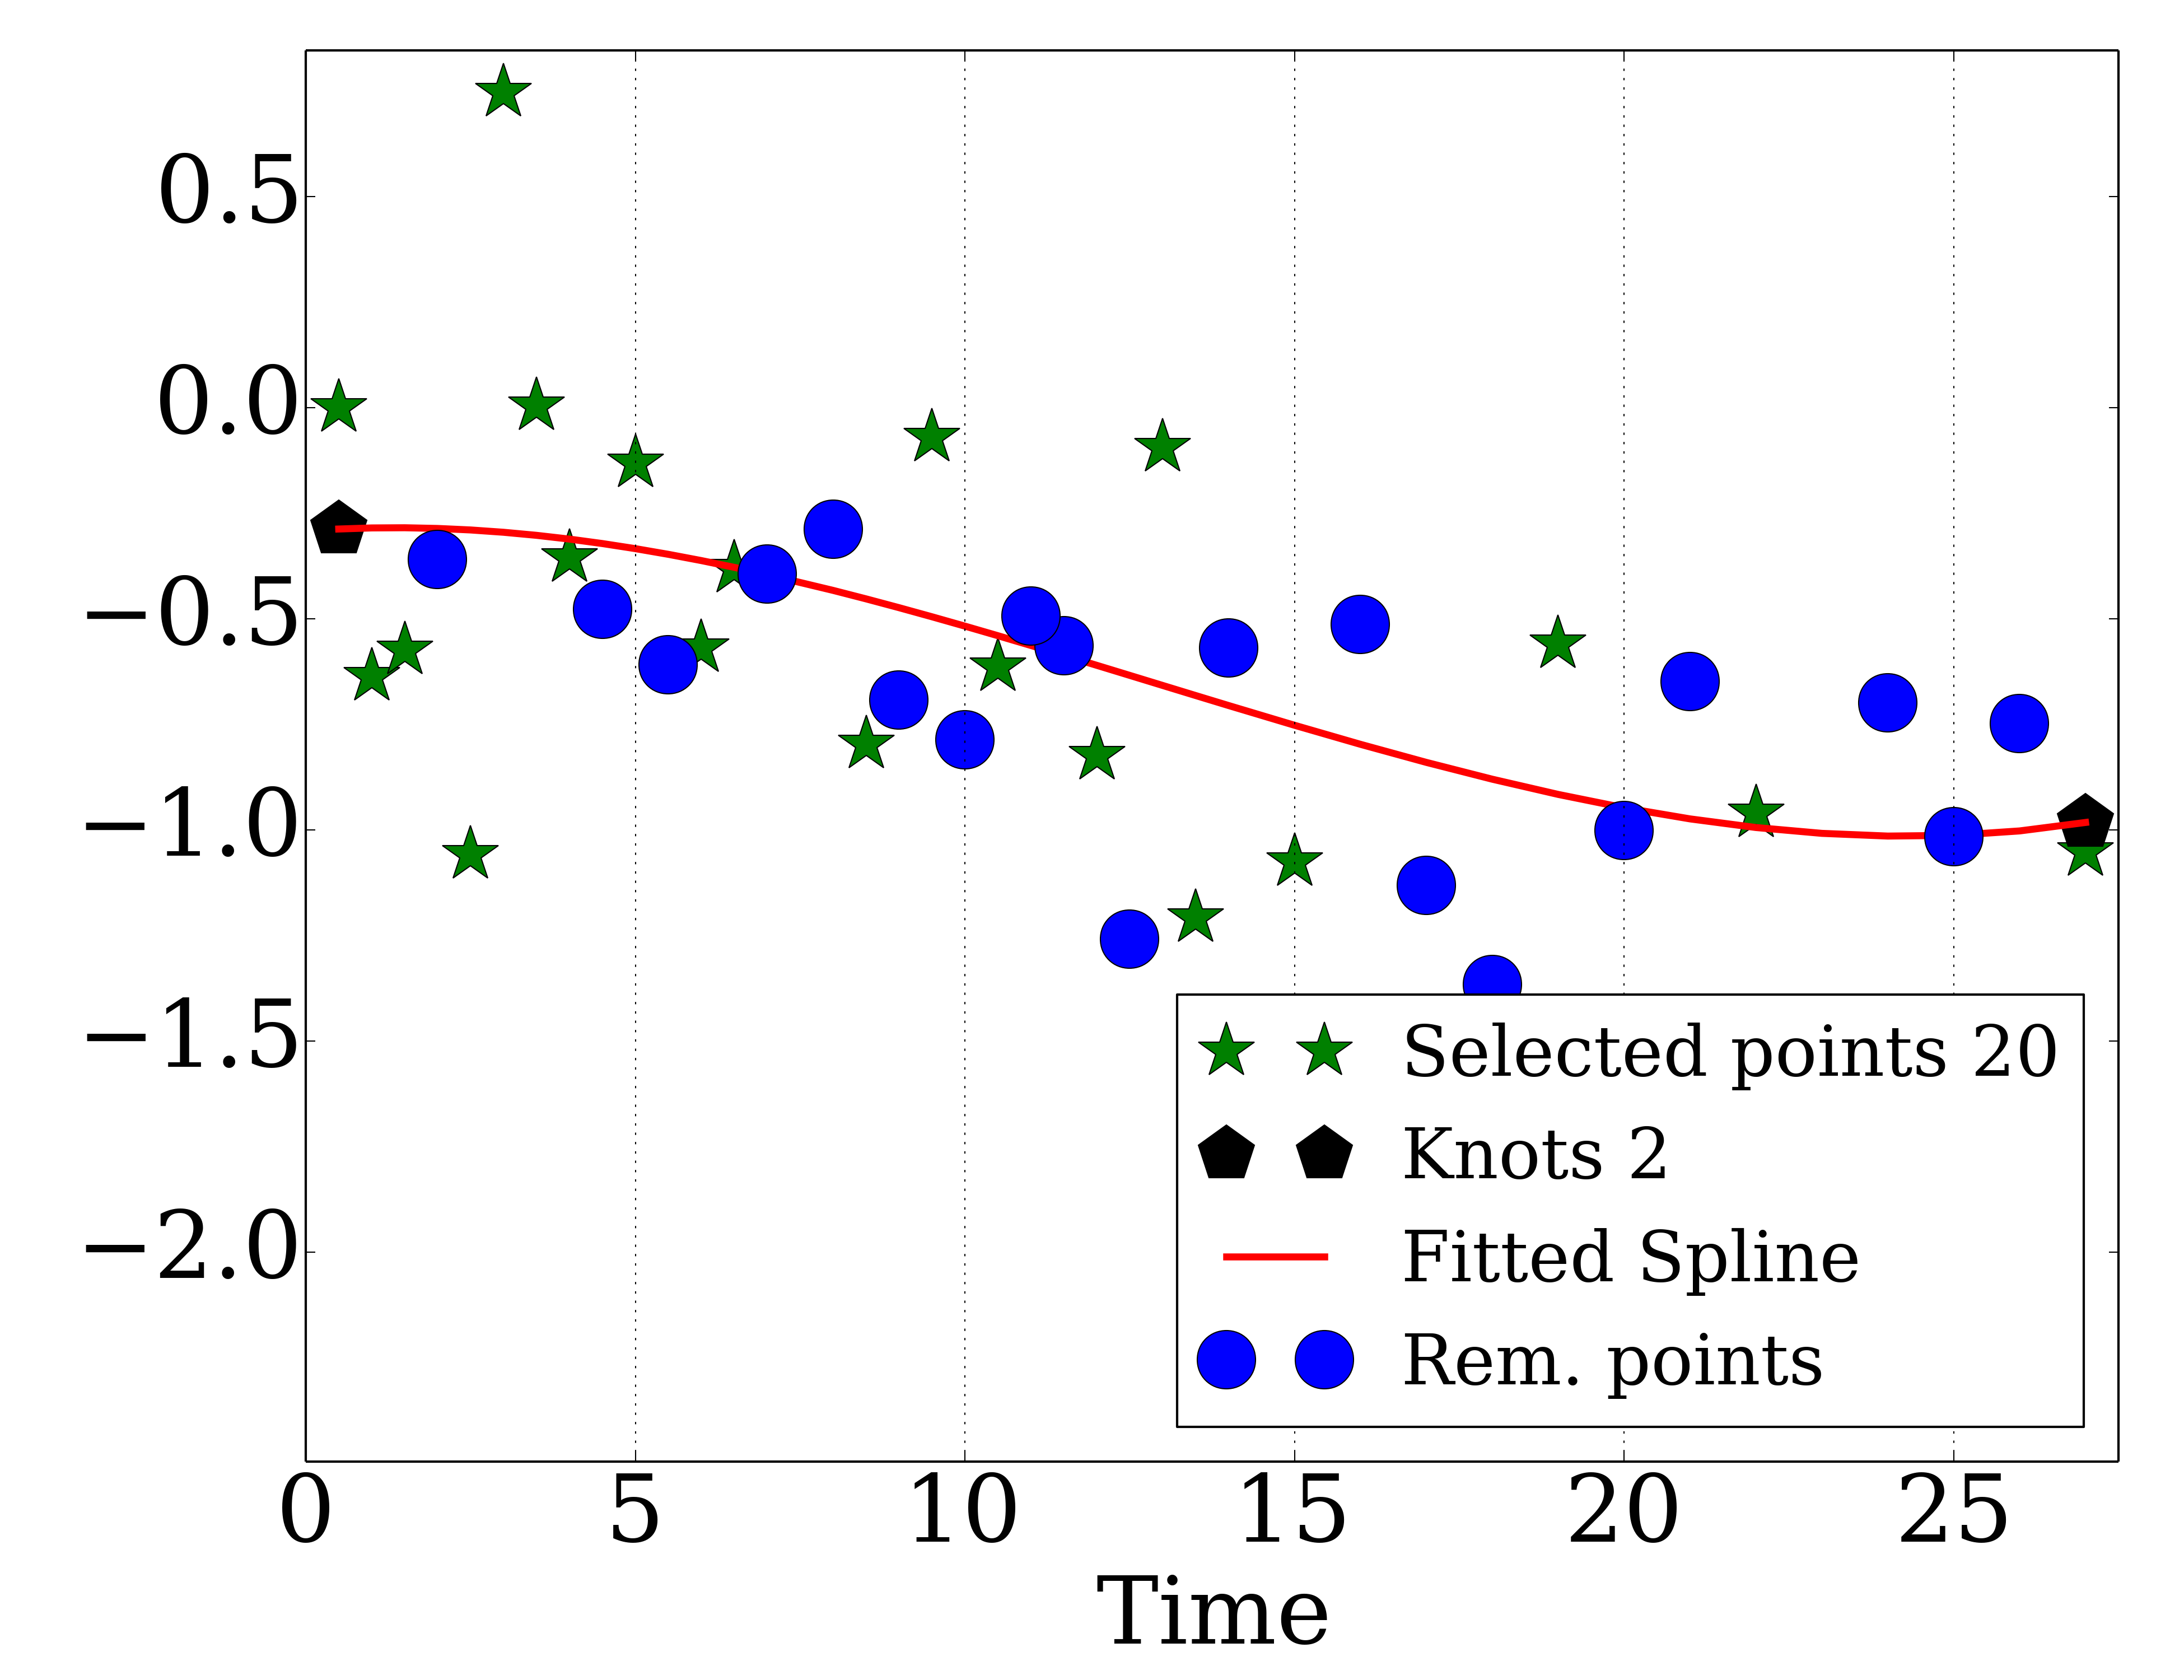 0.5
0.0
−0.5
−1.0
−1.5
−2.0
Selected points 20
Knots 2
Fitted Spline
Rem. points
0 5 10 15 20 25
Time